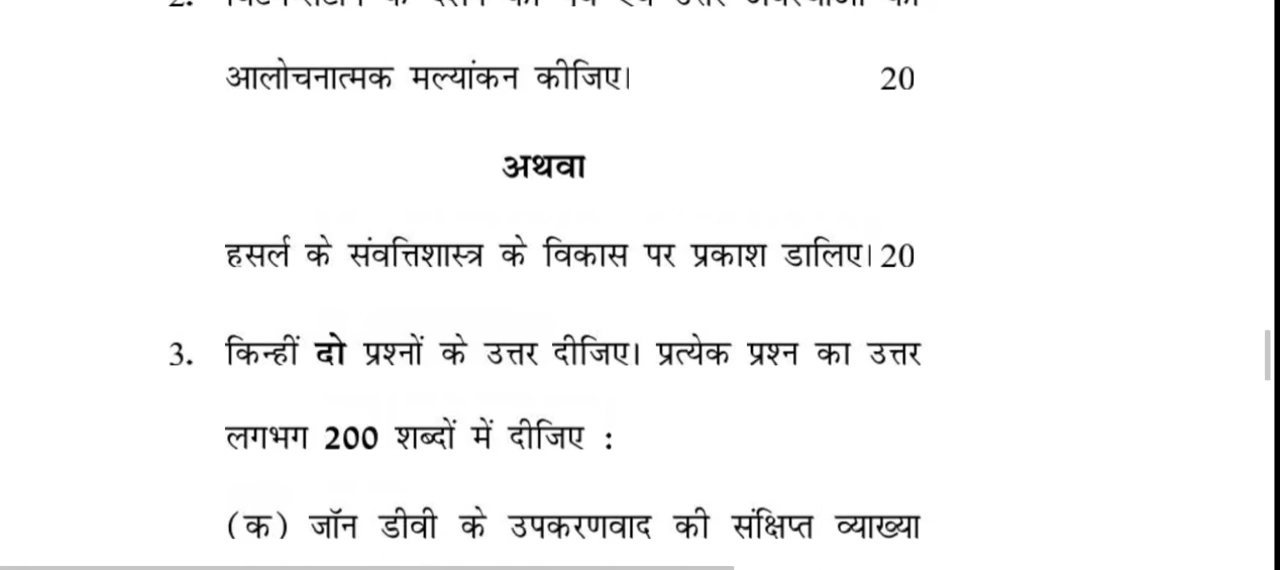 2.
आलोचनात्मक मल्यांकन कीजिए। 20
अथवा
हसर्ल के संवत्तिशास्त्र के विकास पर प्रकाश डालिए। 20
3. किन्हीं दो प्रश्नों के उत्तर दीजिए। प्रत्येक प्रश्न का उत्तर
लगभग 200 शब्दों में दीजिए :
(क) जॉन डीवी के उपकरणवाद की संक्षिप्त व्याख्या